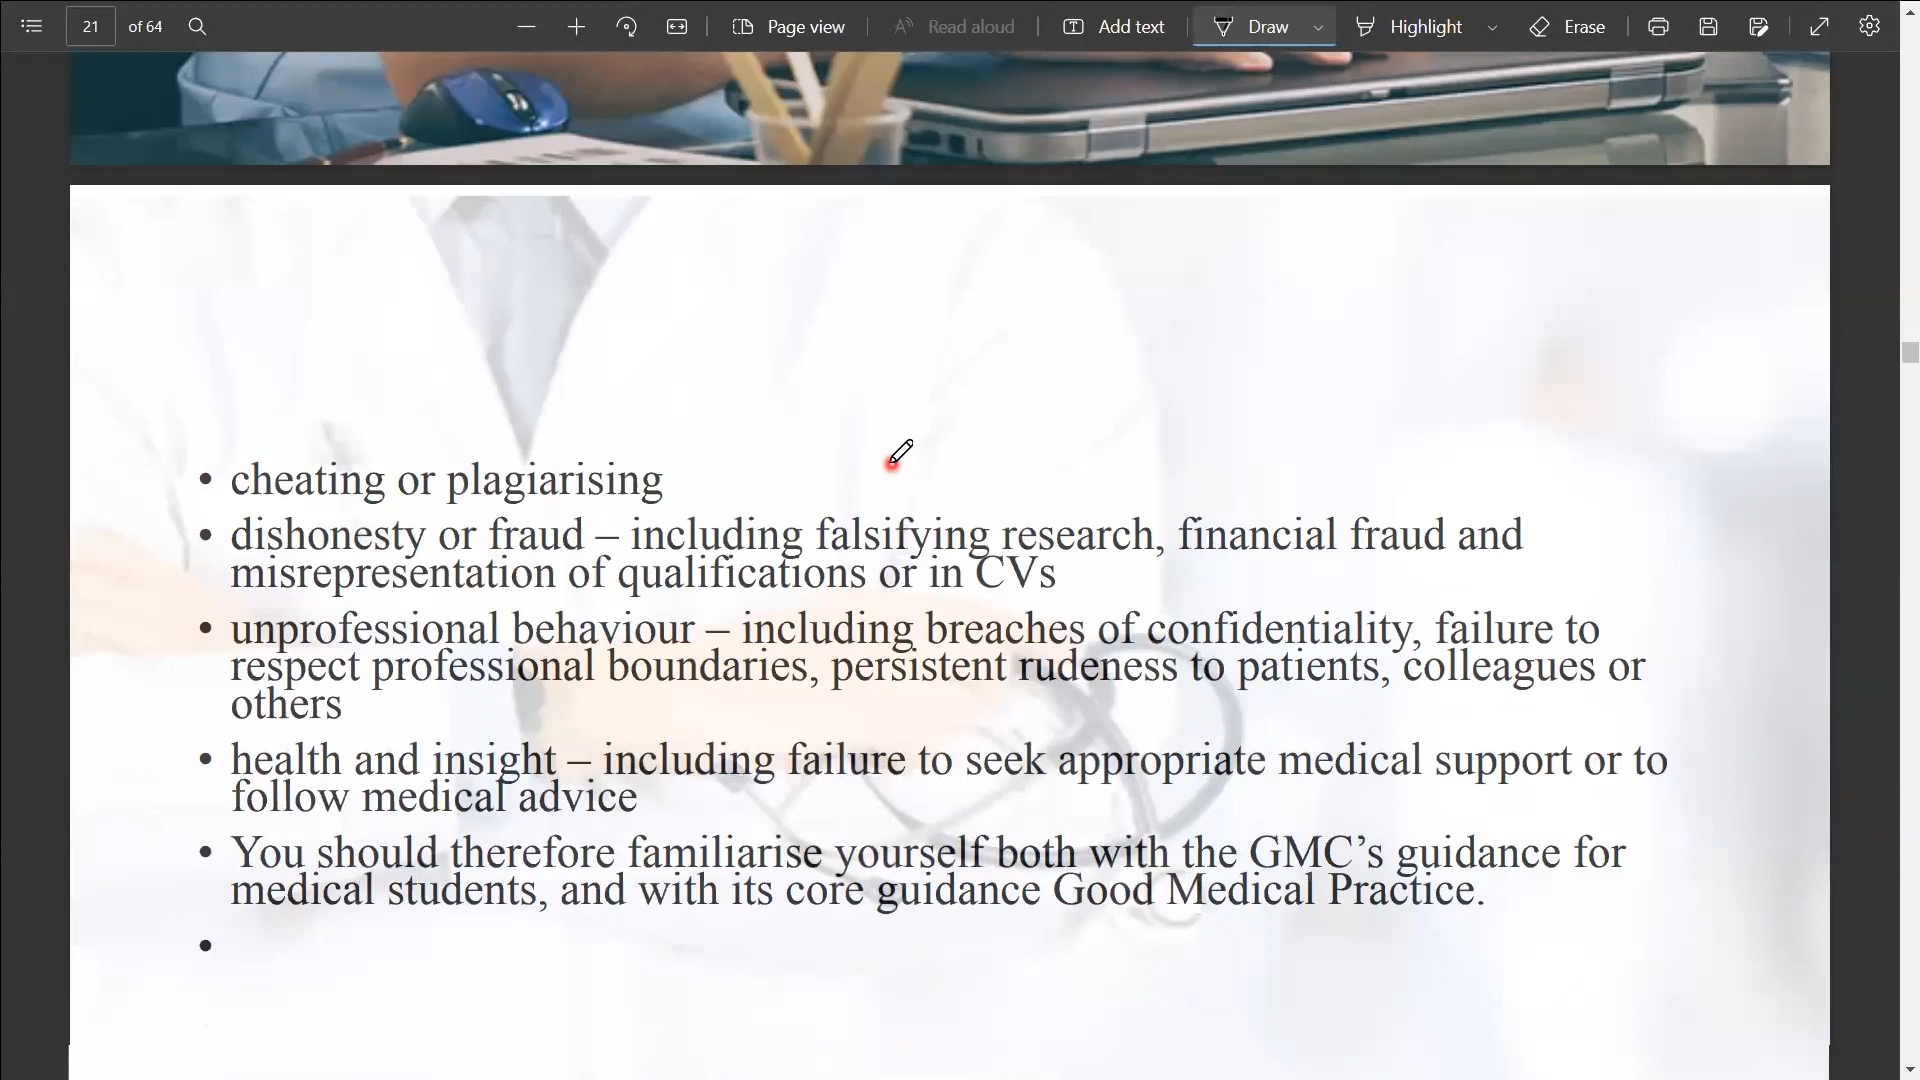 21 of 64 Page view Read aloud Add text Draw Highlight Erase
• cheating or plagiarising
• dishonesty or fraud – including falsifying research, financial fraud and
misrepresentation of qualifications or in CVs
• unprofessional behaviour – including breaches of confidentiality, failure to
respect professional boundaries, persistent rudeness to patients, colleagues or
others
• health and insight – including failure to seek appropriate medical support or to
follow medical advice
• You should therefore familiarise yourself both with the GMC’s guidance for
medical students, and with its core guidance Good Medical Practice.
•